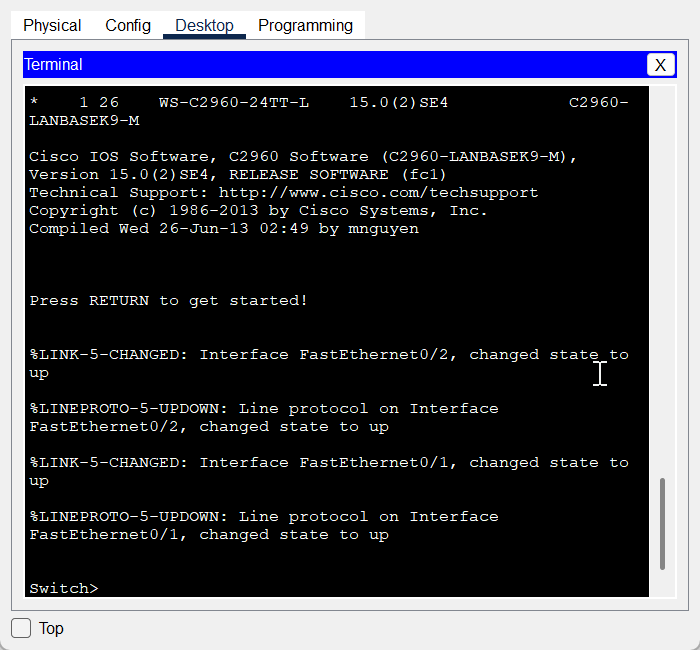 Physical Config Desktop Programming
Terminal X
* 1 26 WS-C2960-24TT-L 15.0(2)SE4 C2960-
LANBASEK9-M
Cisco IOS Software, C2960 Software (C2960-LANBASEK9-M),
Version 15.0(2)SE4, RELEASE SOFTWARE (fc1)
Technical Support: http://www.cisco.com/techsupport
Copyright (c) 1986-2013 by Cisco Systems, Inc.
Compiled Wed 26-Jun-13 02:49 by mnguyen
Press RETURN to get started!
%LINK-5-CHANGED: Interface FastEthernet0/2, changed state to
up
%LINEPROTO-5-UPDOWN: Line protocol on Interface
FastEthernet0/2, changed state to up
%LINK-5-CHANGED: Interface FastEthernet0/1, changed state to
up
%LINEPROTO-5-UPDOWN: Line protocol on Interface
FastEthernet0/1, changed state to up
Switch>
Top